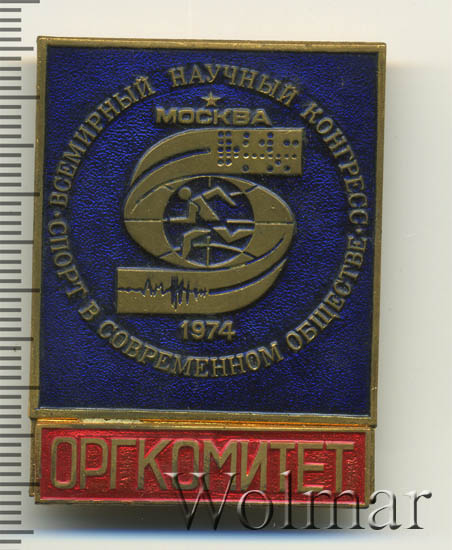 ВСЕМИРНЫЙ НАУЧНЫЙ КОНГРЕСС
• СПОРТ В СОВРЕМЕННОМ ОБЩЕСТВЕ •
МОСКВА
1974
ОРГКОМИТЕТ
Wolmar